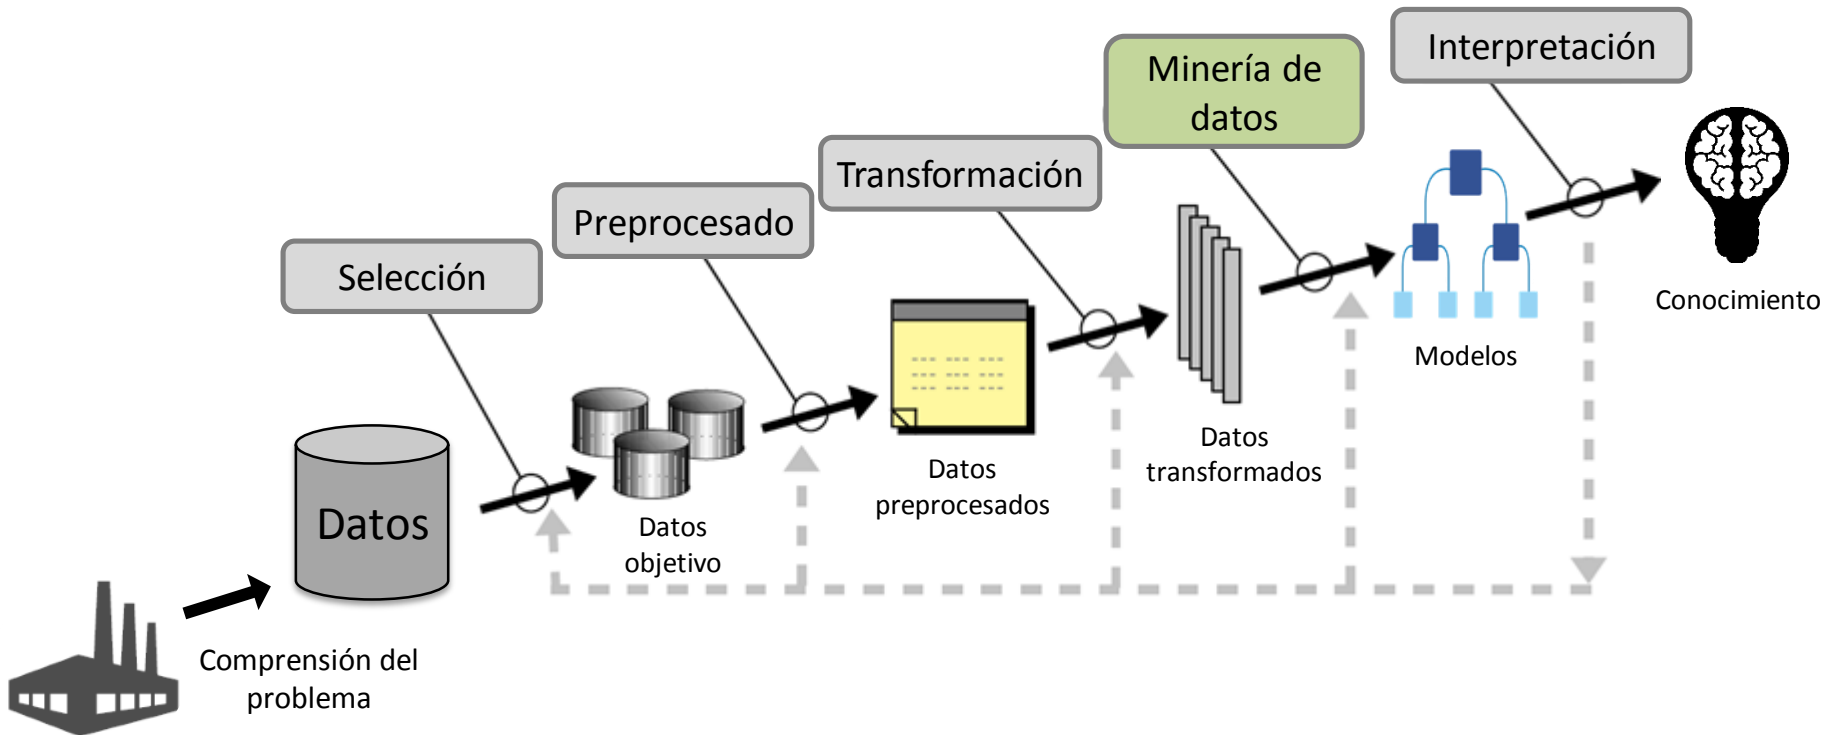 Interpretación
Minería de
datos
Transformación
Preprocesado
Selección
Conocimiento
Modelos
Datos
transformados
Datos
preprocesados
Datos
objetivo
Datos
Comprensión del
problema